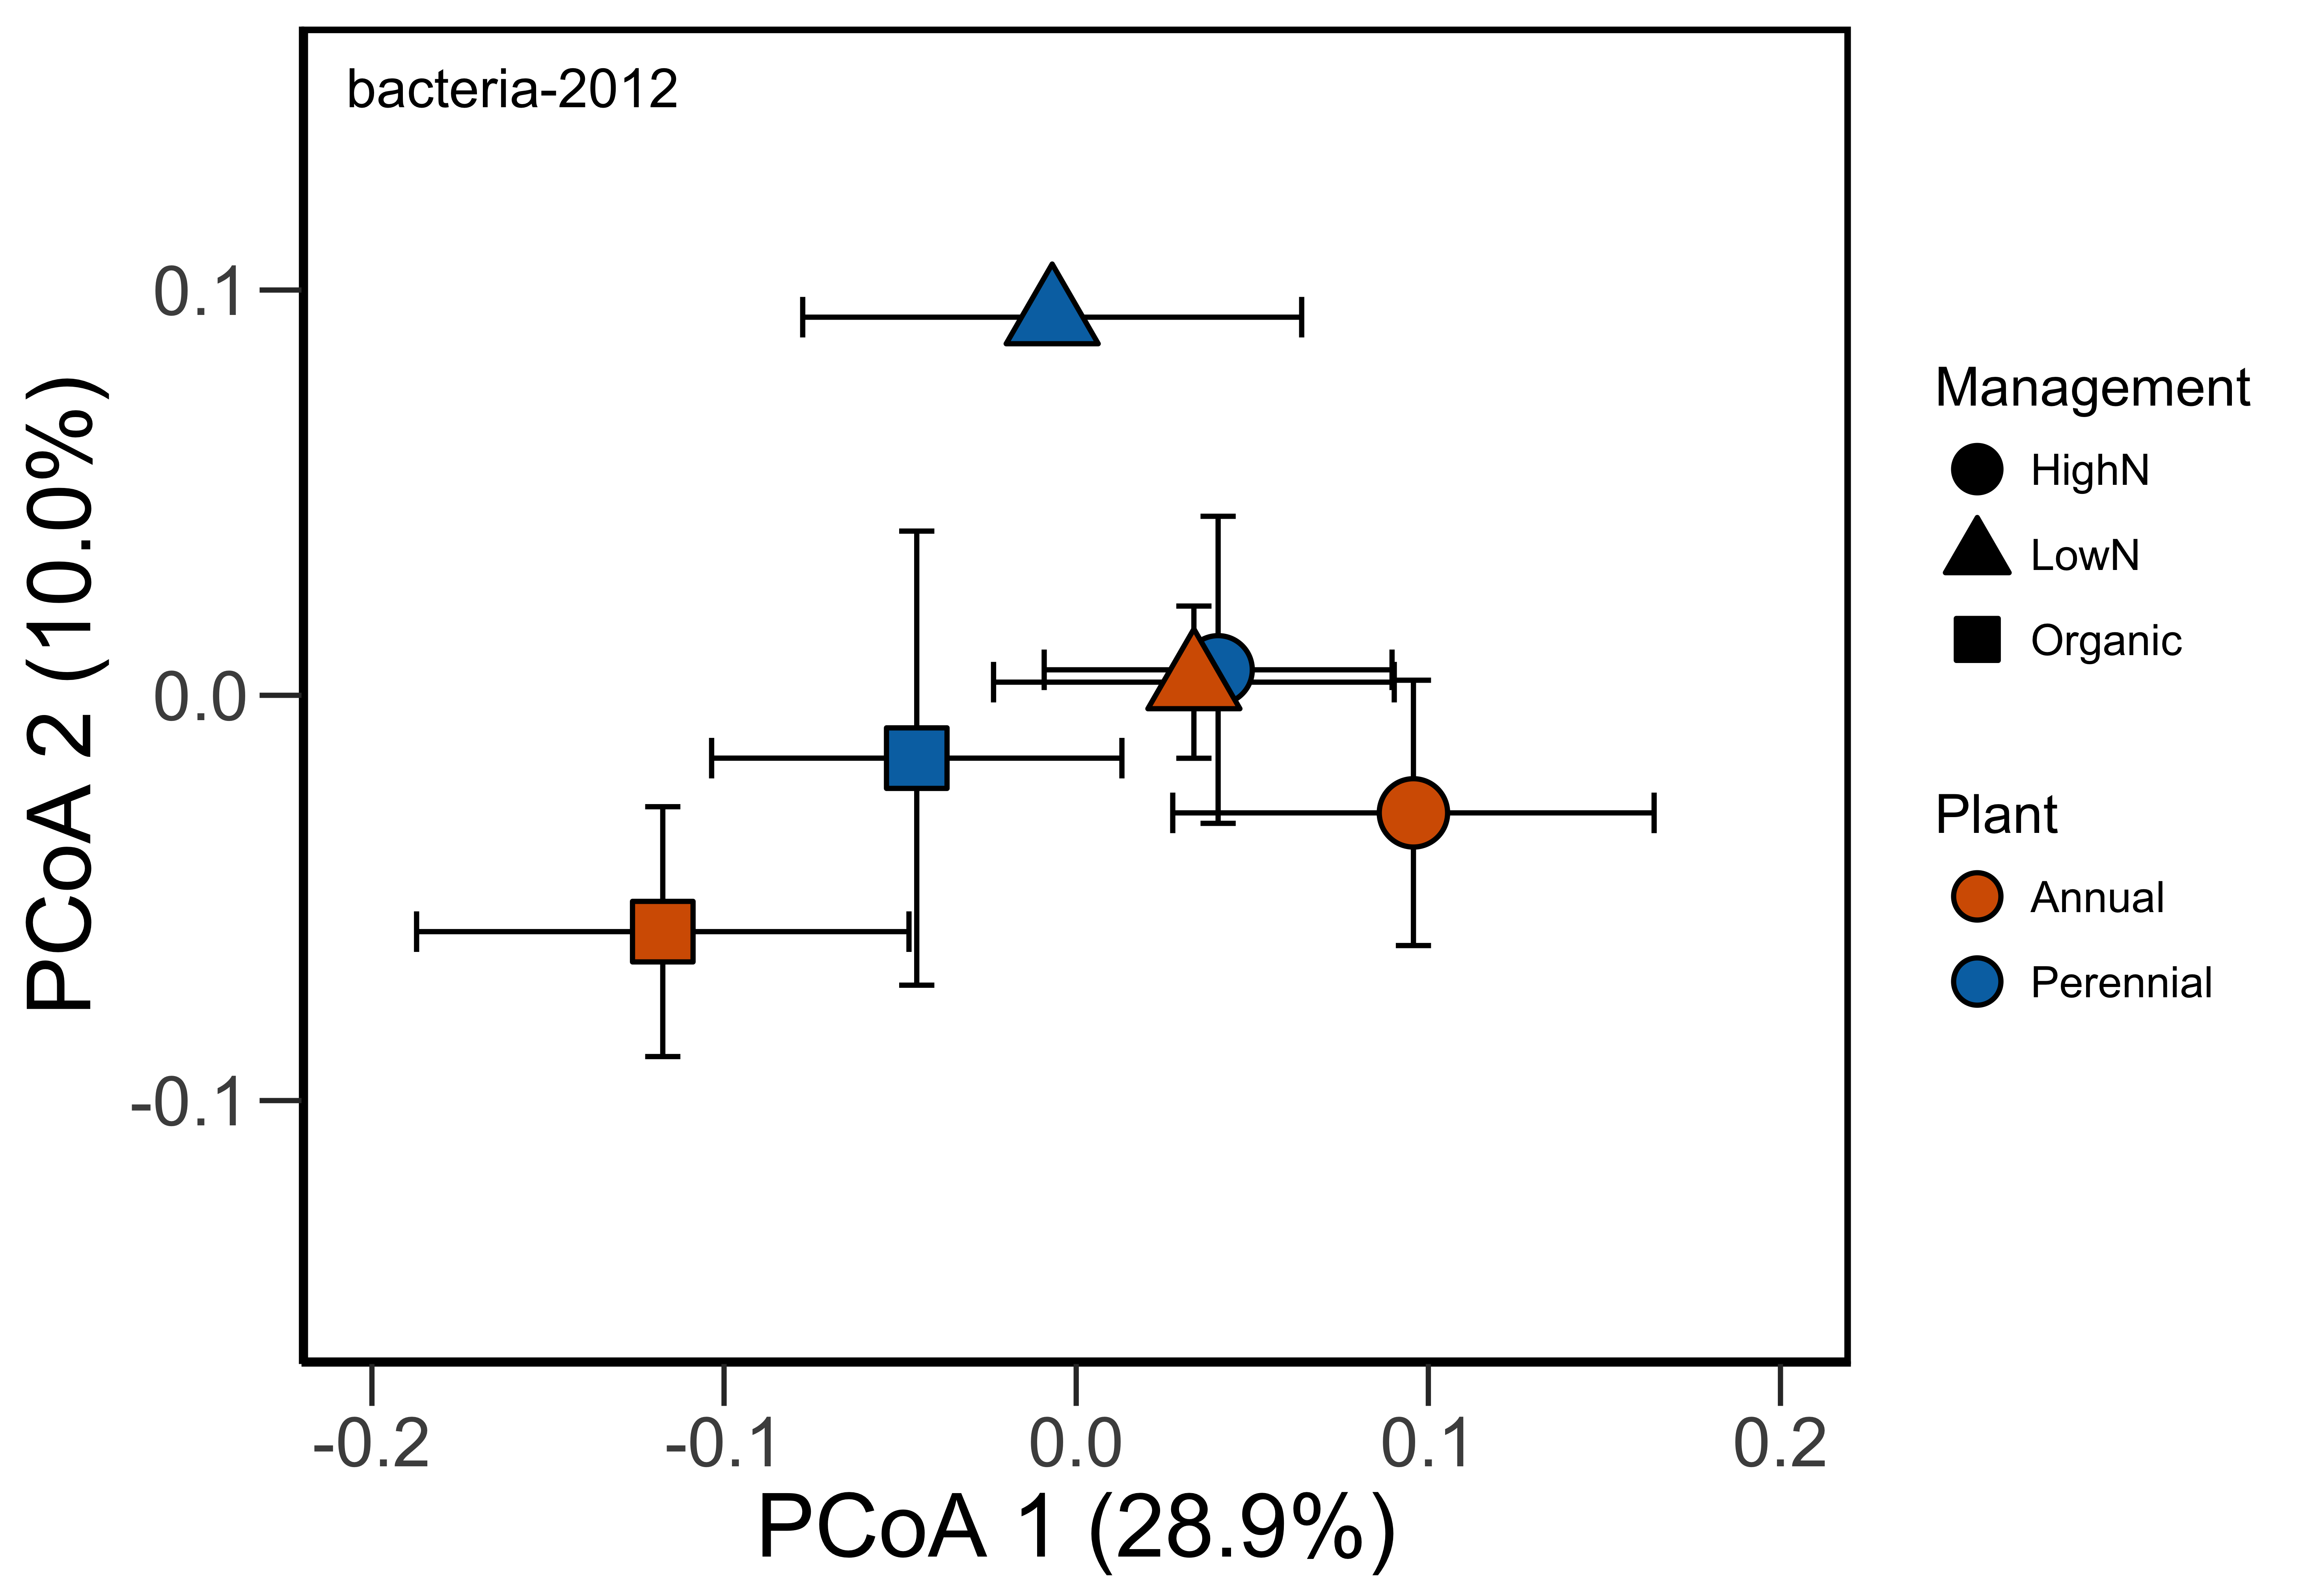 bacteria-2012
PCoA 2 (10.0%)
0.1
0.0
-0.1
-0.2
-0.1
0.0
0.1
0.2
PCoA 1 (28.9%)
Management
HighN
LowN
Organic
Plant
Annual
Perennial